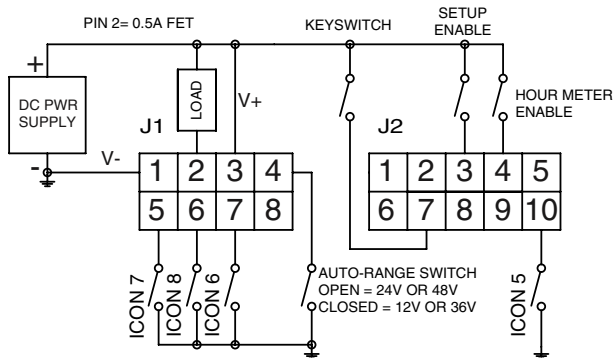 PIN 2= 0.5A FET
KEYSWITCH
SETUP
ENABLE
+
DC PWR
SUPPLY
-
LOAD
V+
HOUR METER
ENABLE
J1
J2
V-
1 2 3 4
5 6 7 8
1 2 3 4 5
6 7 8 9 10
ICON 7
ICON 8
ICON 6
AUTO-RANGE SWITCH
OPEN = 24V OR 48V
CLOSED = 12V OR 36V
ICON 5